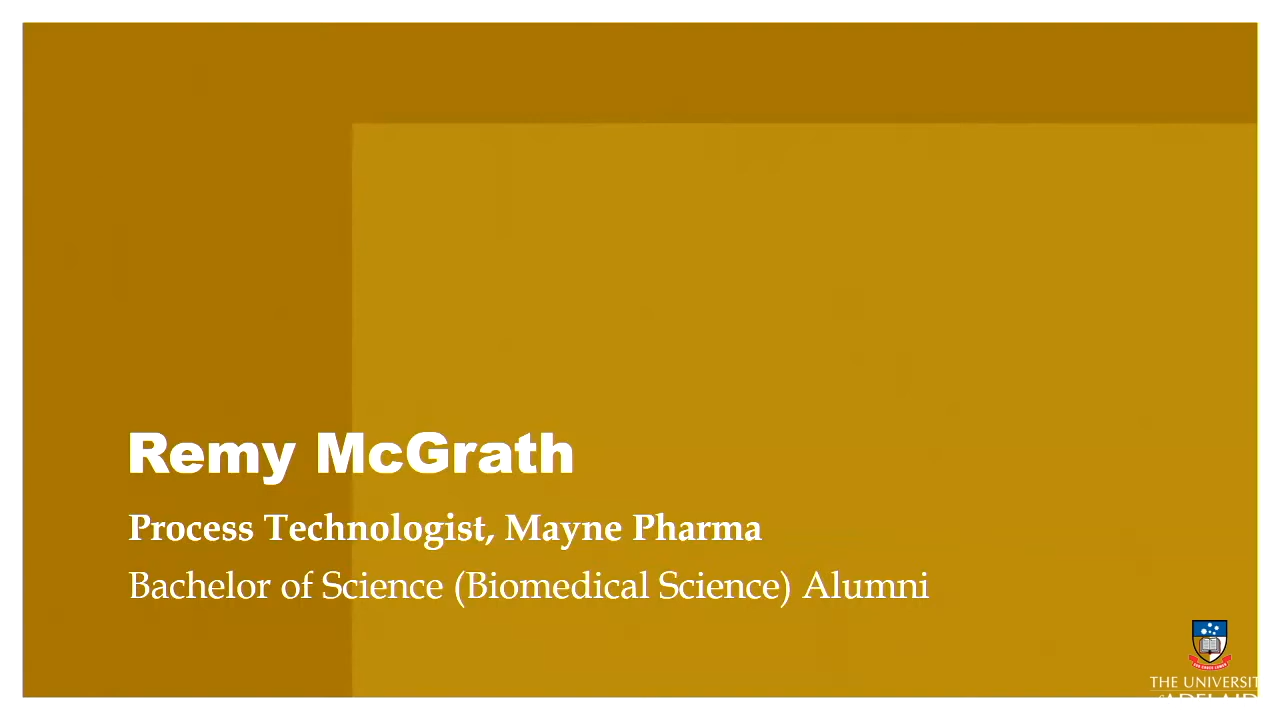 Remy McGrath
Process Technologist, Mayne Pharma
Bachelor of Science (Biomedical Science) Alumni
THE UNIVERSIT